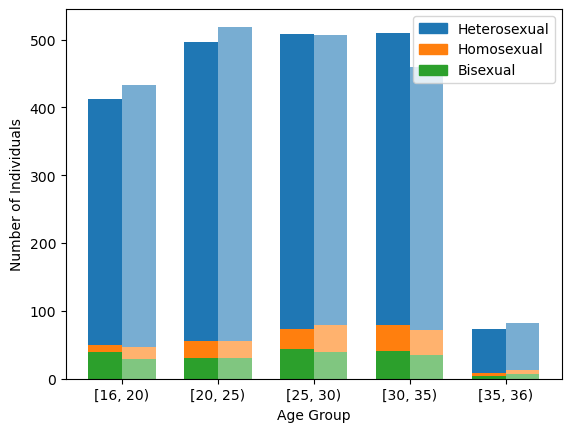 Heterosexual
Homosexual
Bisexual
500
400
300
200
100
0
Number of Individuals
[16, 20) [20, 25) [25, 30) [30, 35) [35, 36)
Age Group